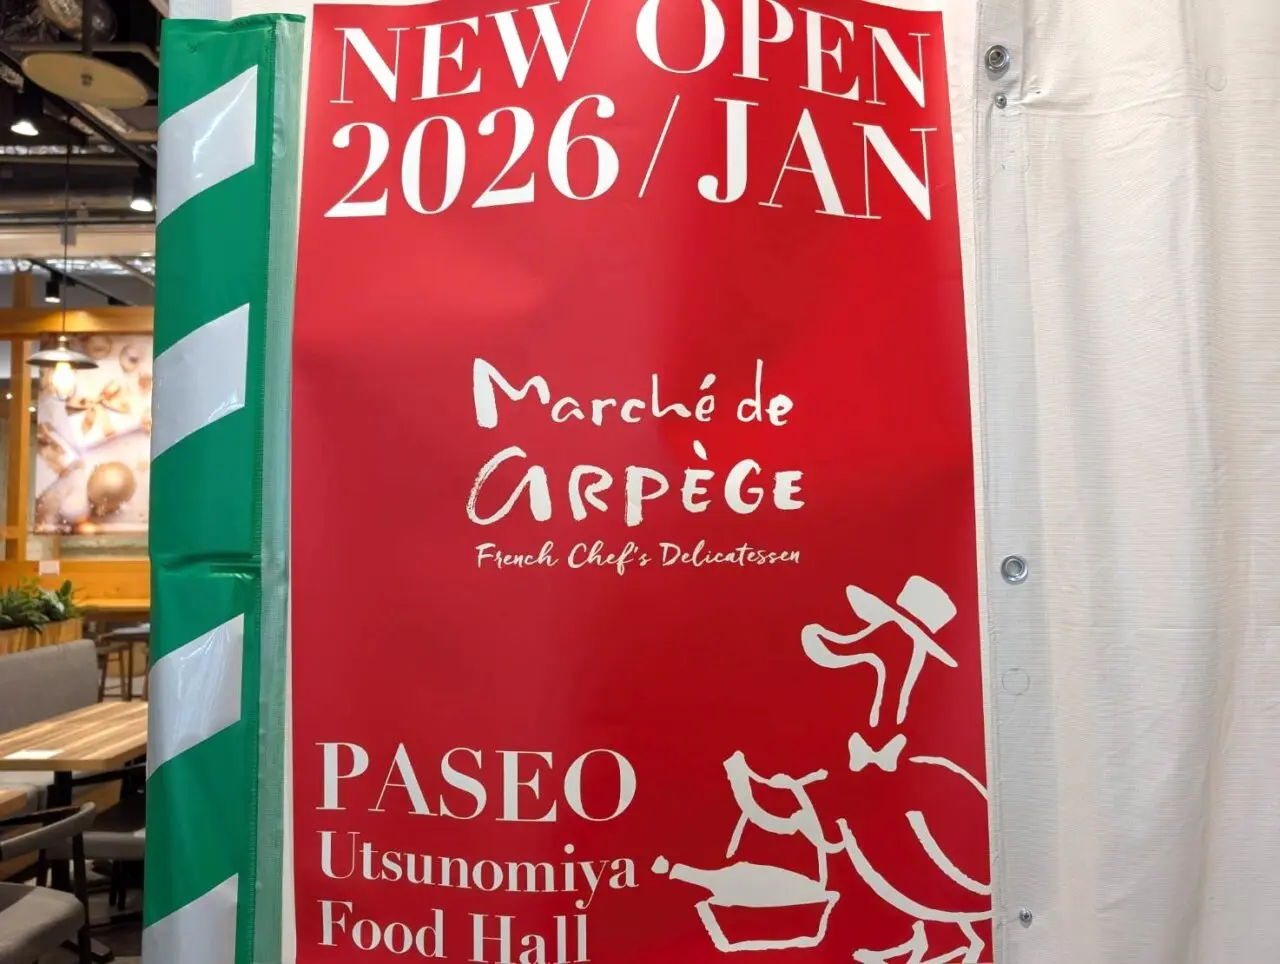 NEW OPEN
2026/JAN
Marché de
ARPÈGE
French Chef's Delicatessen
PASEO
Utsunomiya
Food Hall